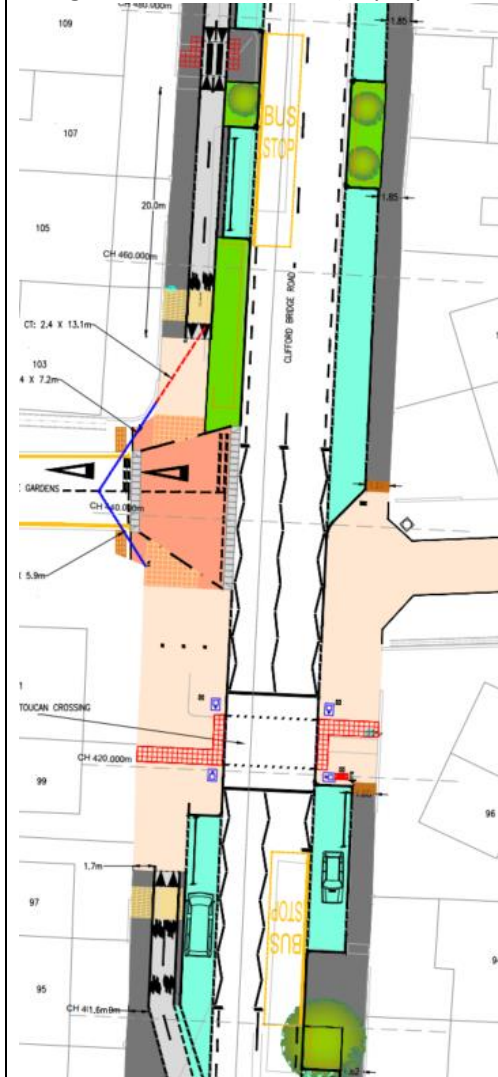 109
CH 480.000m
1.85
107
BUS
STOP
20.0m
1.85
105
CH 460.000m
CLIFFORD BRIDGE ROAD
CT: 2.4 X 13.1m
103
4 X 7.2m
GARDENS
CH 440.000m
X 5.9m
TOUCAN CROSSING
CH 420.000m
99
96
1.7m
97
BUS
STOP
95